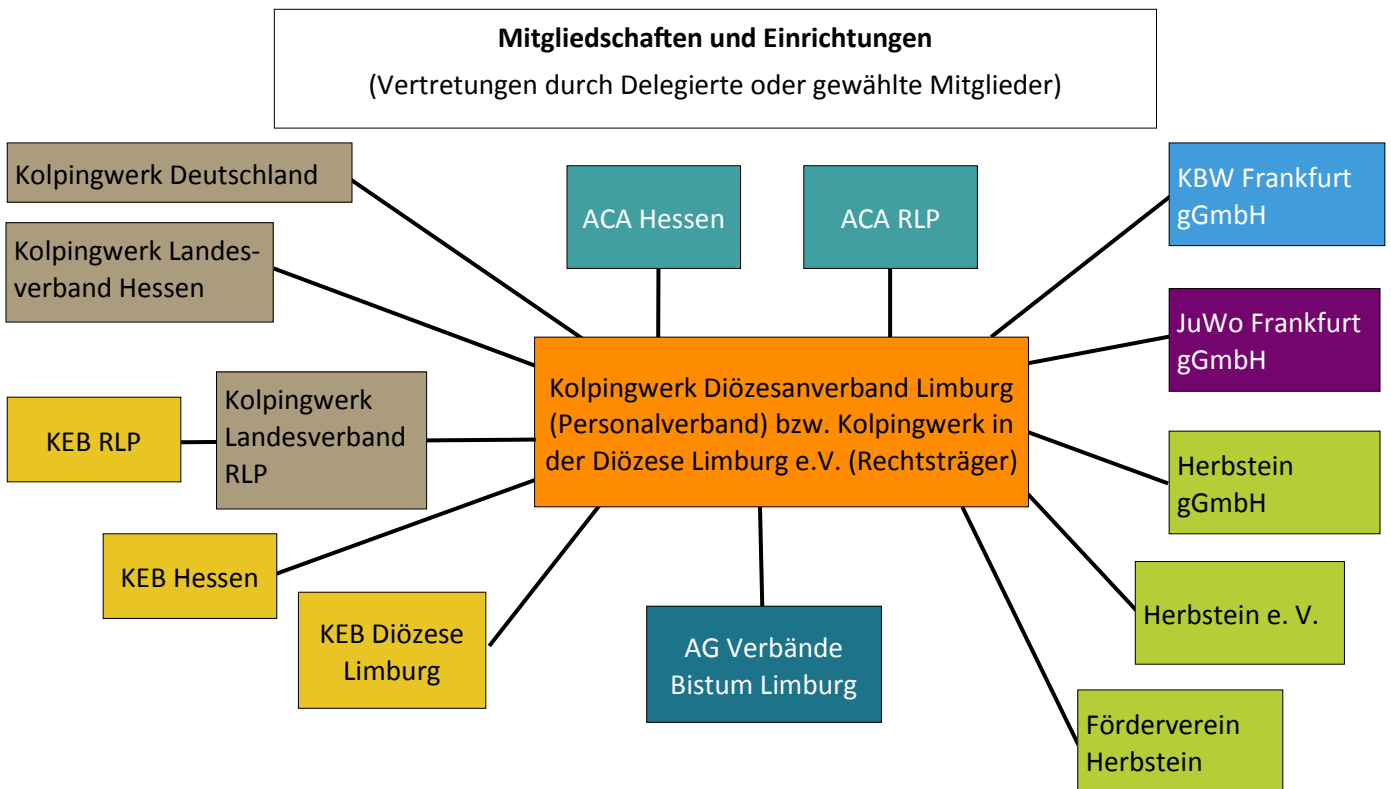 Mitgliedschaften und Einrichtungen
(Vertretungen durch Delegierte oder gewählte Mitglieder)
Kolpingwerk Deutschland
Kolpingwerk Landes-
verband Hessen
ACA Hessen
ACA RLP
KBW Frankfurt
gGmbH
JuWo Frankfurt
gGmbH
Kolpingwerk Diözesanverband Limburg
(Personalverband) bzw. Kolpingwerk in
der Diözese Limburg e.V. (Rechtsträger)
KEB RLP
Kolpingwerk
Landesverband
RLP
Herbstein
gGmbH
KEB Hessen
KEB Diözese
Limburg
AG Verbände
Bistum Limburg
Herbstein e. V.
Förderverein
Herbstein